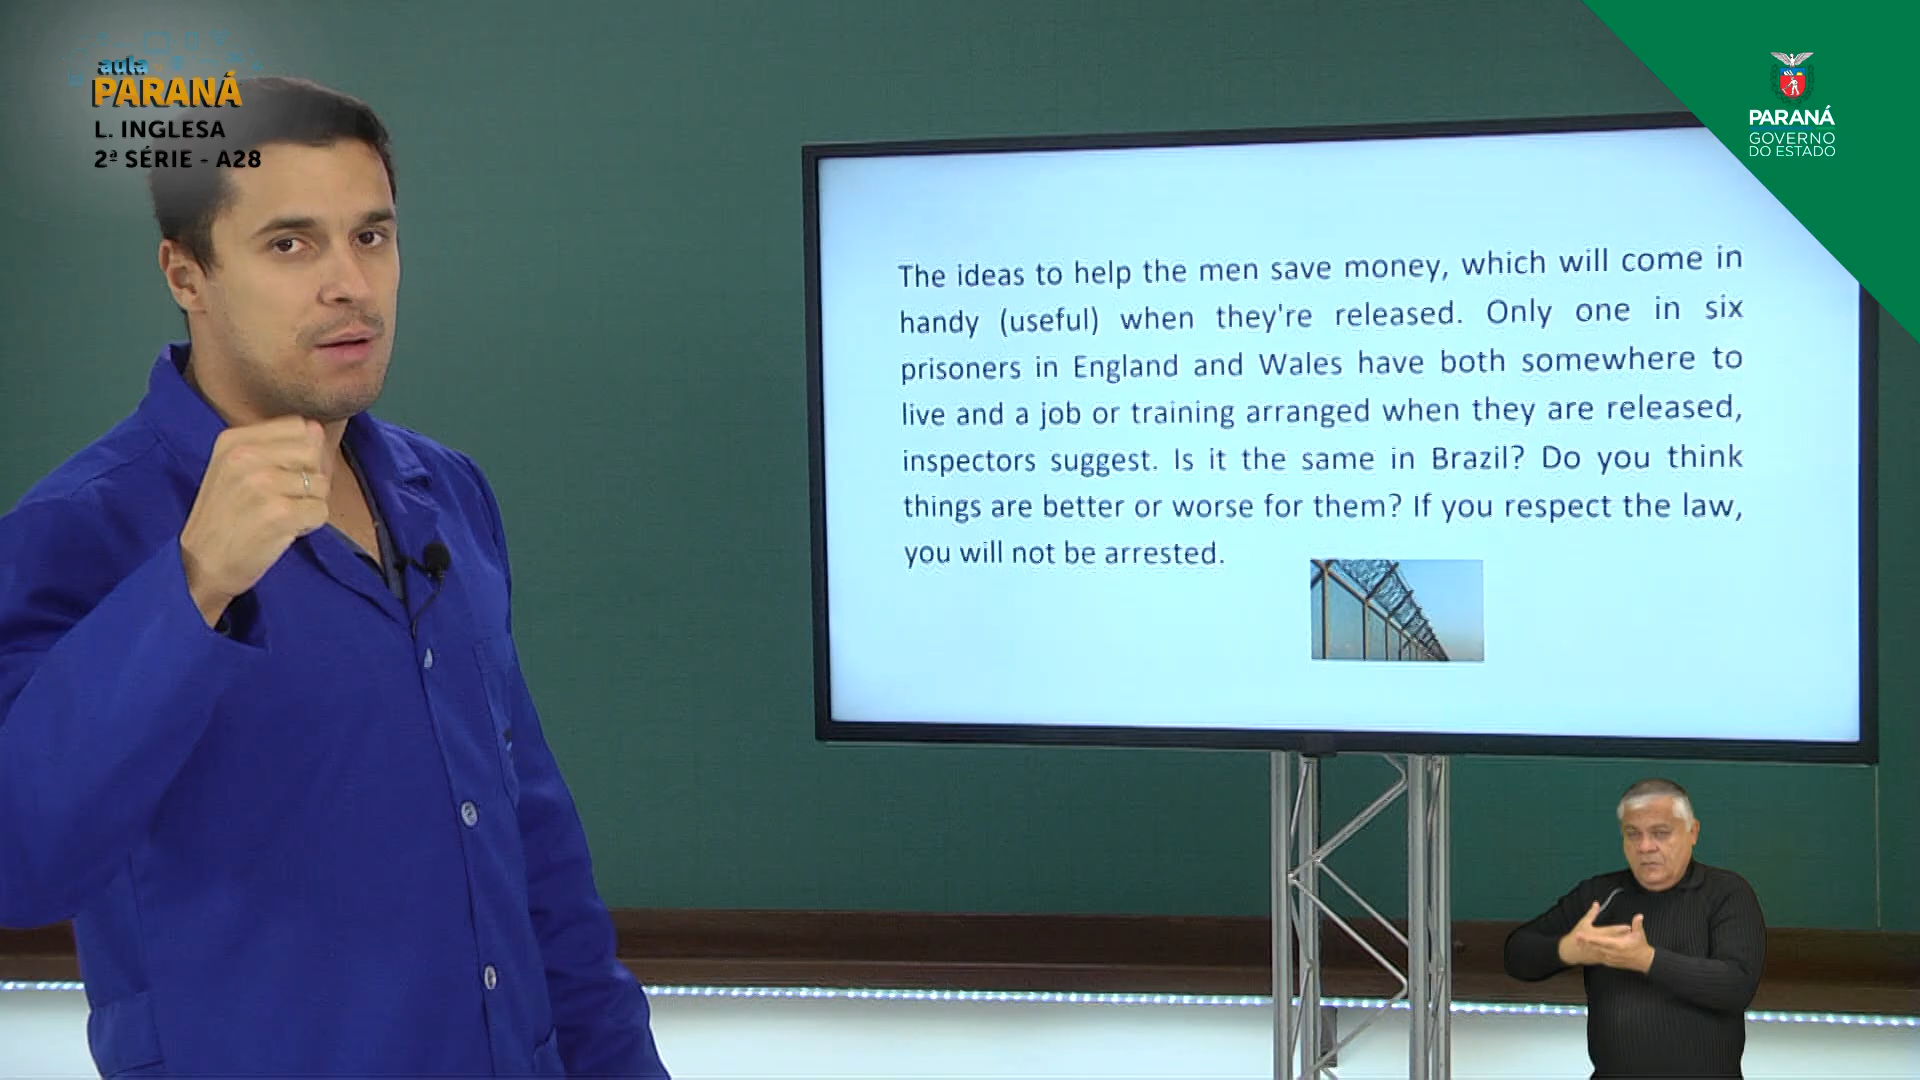 aula
PARANÁ
L. INGLESA
2ª SÉRIE - A28
PARANÁ
GOVERNO
DO ESTADO
The ideas to help the men save money, which will come in
handy (useful) when they're released. Only one in six
prisoners in England and Wales have both somewhere to
live and a job or training arranged when they are released,
inspectors suggest. Is it the same in Brazil? Do you think
things are better or worse for them? If you respect the law,
you will not be arrested.